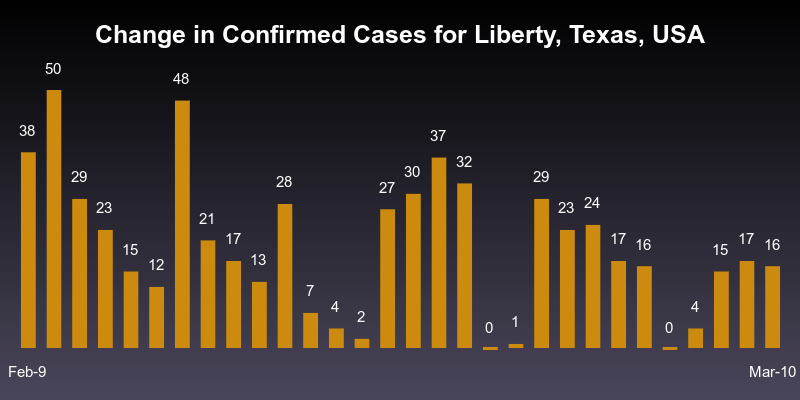 Change in Confirmed Cases for Liberty, Texas, USA
38 50 29 23 15 12 48 21 17 13 28 7 4 2 27 30 37 32 0 1 29 23 24 17 16 0 4 15 17 16
Feb-9 Mar-10